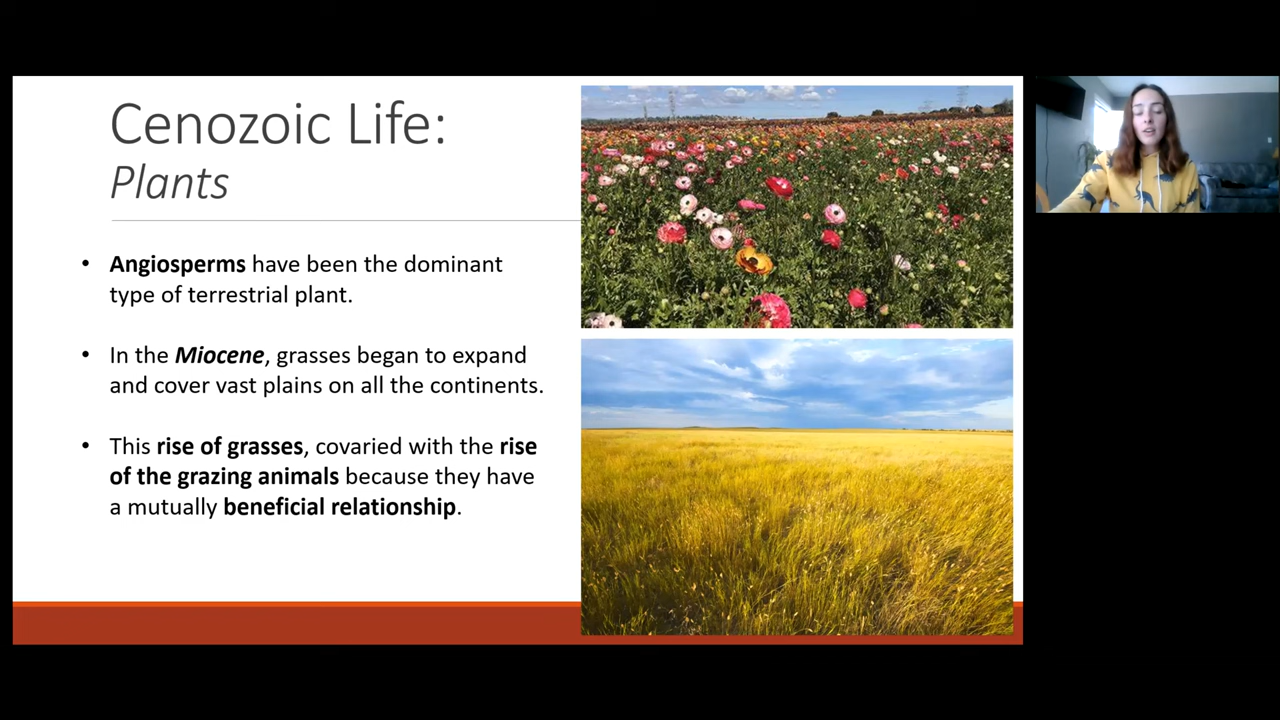 Cenozoic Life:
Plants
• Angiosperms have been the dominant
type of terrestrial plant.
• In the Miocene, grasses began to expand
and cover vast plains on all the continents.
• This rise of grasses, covaried with the rise
of the grazing animals because they have
a mutually beneficial relationship.